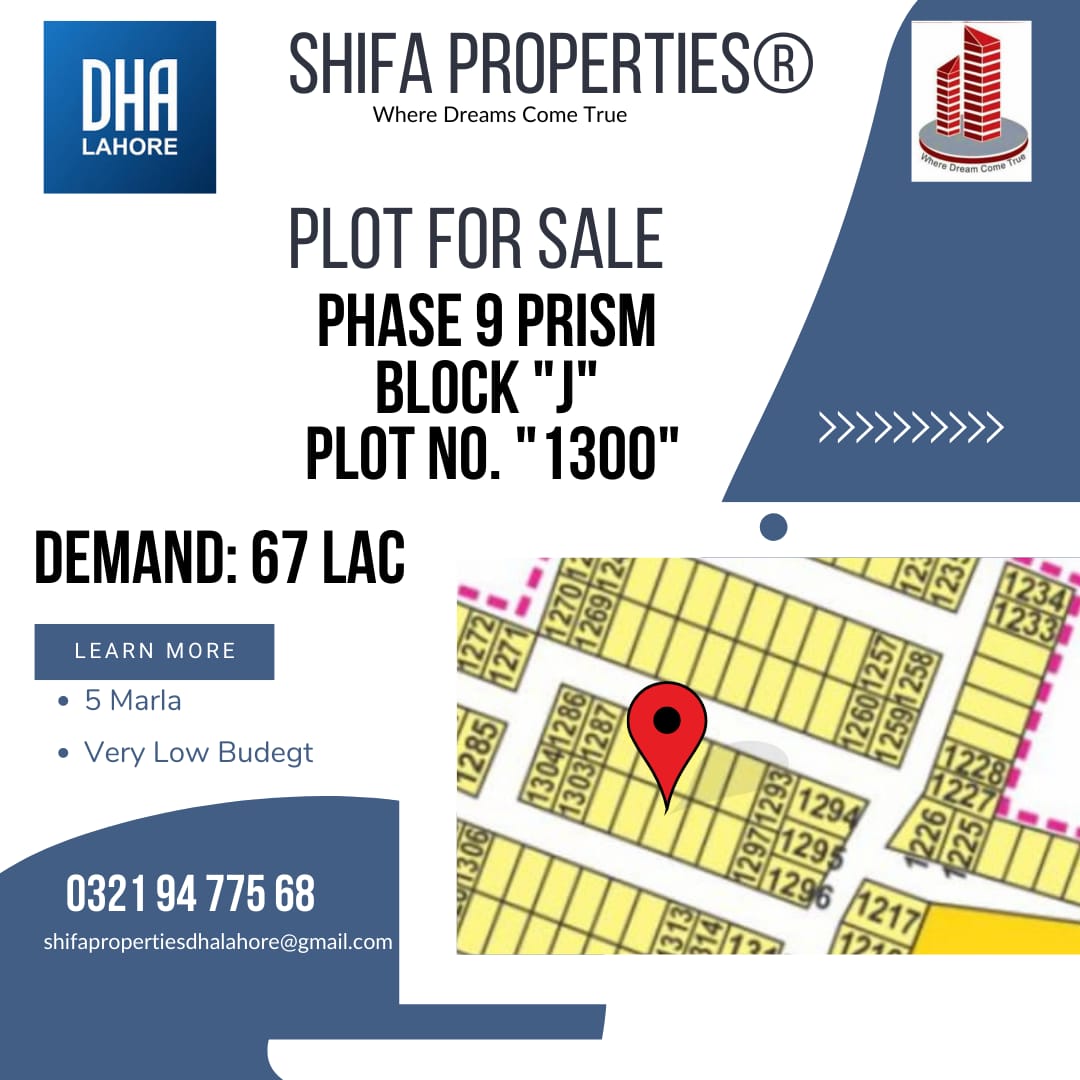 DHA
LAHORE
SHIFA PROPERTIES®
Where Dreams Come True
Where Dream Come True
PLOT FOR SALE
PHASE 9 PRISM
BLOCK "J"
PLOT NO. "1300"
DEMAND: 67 LAC
LEARN MORE
5 Marla
Very Low Budegt
0321 94 775 68
shifapropertiesdhalahore@gmail.com
1270
1269
1272
1271
1234
1233
1257
1258
1260
1259
1285
1286
1287
1304
1303
1293
1294
1295
1296
1297
1228
1227
1226
1225
1306
1313
1217